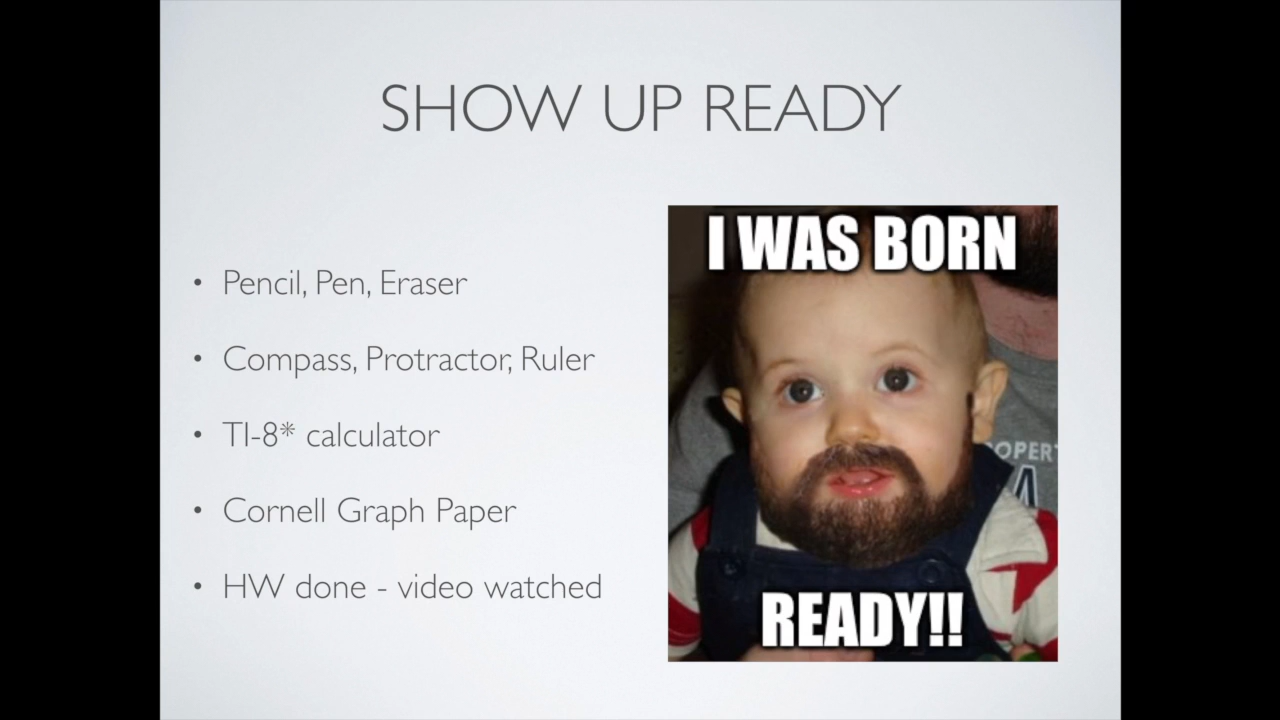 SHOW UP READY
• Pencil, Pen, Eraser
• Compass, Protractor, Ruler
• TI-8* calculator
• Cornell Graph Paper
• HW done - video watched
I WAS BORN
OPER
READY!!